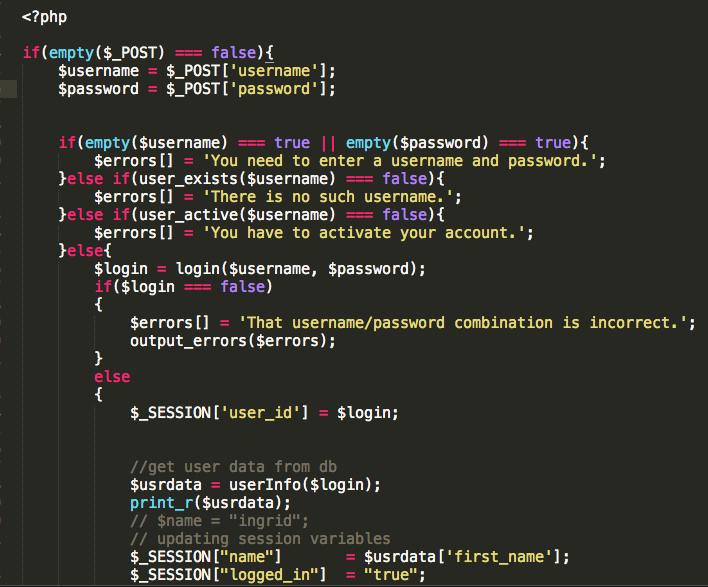 <?php
if(empty($_POST) === false){
$username = $_POST['username'];
$password = $_POST['password'];
if(empty($username) === true || empty($password) === true){
$errors[] = 'You need to enter a username and password.';
}else if(user_exists($username) === false){
$errors[] = 'There is no such username.';
}else if(user_active($username) === false){
$errors[] = 'You have to activate your account.';
}else{
$login = login($username, $password);
if($login === false)
{
$errors[] = 'That username/password combination is incorrect.';
output_errors($errors);
}
else
{
$_SESSION['user_id'] = $login;
//get user data from db
$usrdata = userInfo($login);
print_r($usrdata);
// $name = "ingrid";
// updating session variables
$_SESSION["name"] = $usrdata['first_name'];
$_SESSION["logged_in"] = "true";